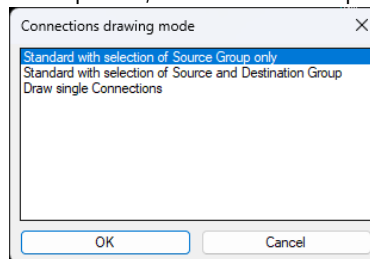 Connections drawing mode
Standard with selection of Source Group only
Standard with selection of Source and Destination Group
Draw single Connections
OK
Cancel